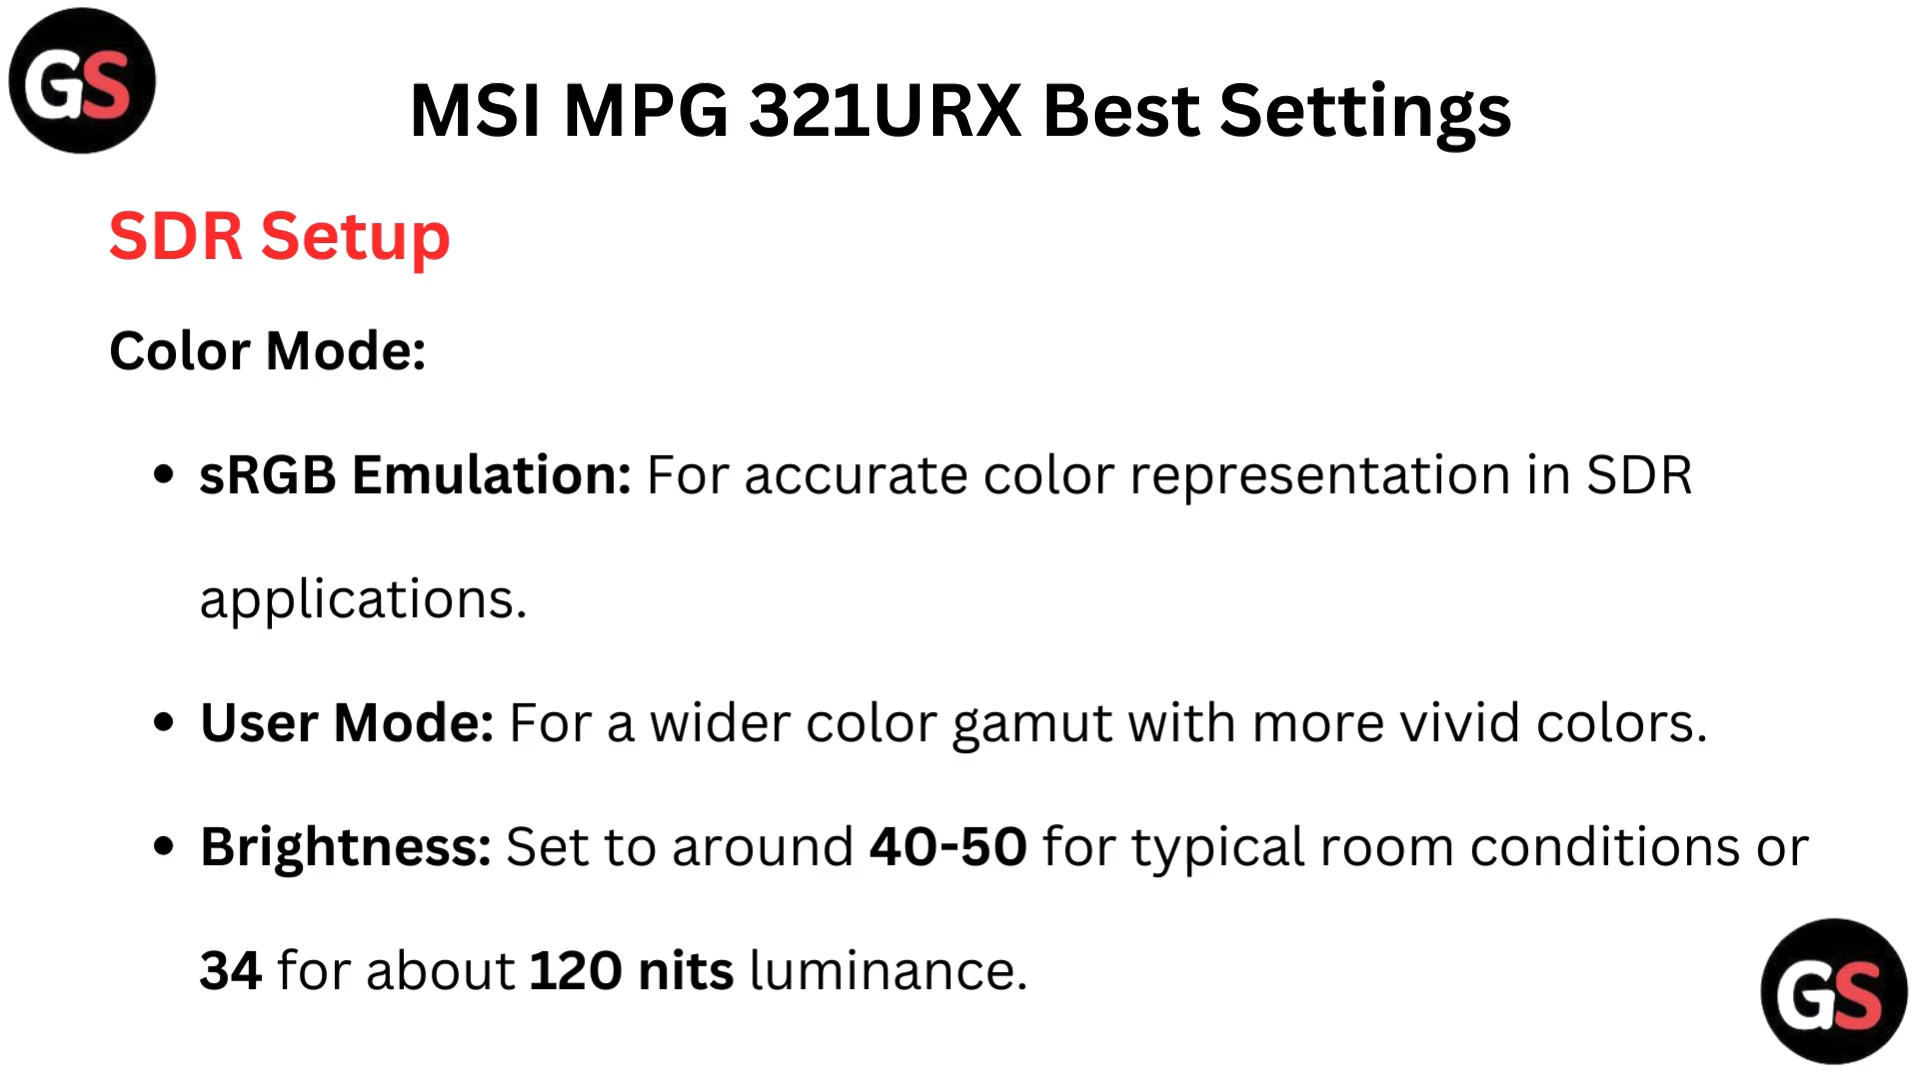 GS
MSI MPG 321URX Best Settings
SDR Setup
Color Mode:
• sRGB Emulation: For accurate color representation in SDR
applications.
• User Mode: For a wider color gamut with more vivid colors.
• Brightness: Set to around 40-50 for typical room conditions or
34 for about 120 nits luminance.
GS